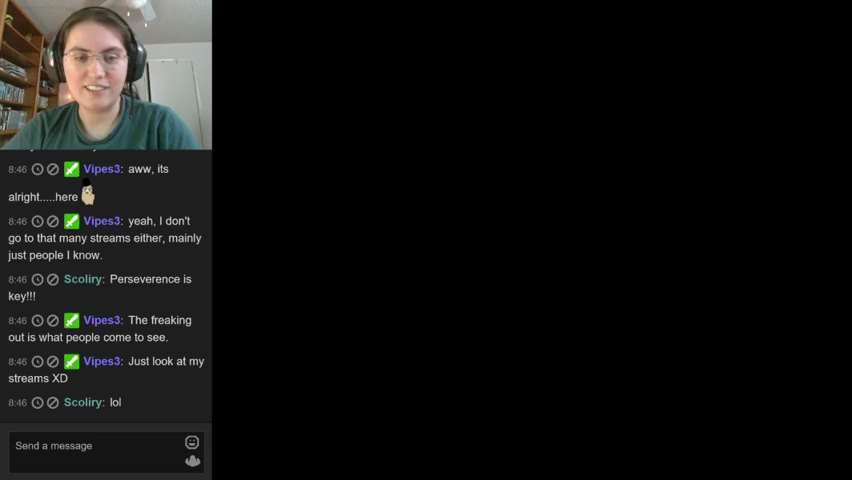 8:46 Vipes3: aww, its
alright.....here
8:46 Vipes3: yeah, I don't
go to that many streams either, mainly
just people I know.
8:46 Scoliry: Perseverence is
key!!!
8:46 Vipes3: The freaking
out is what people come to see.
8:46 Vipes3: Just look at my
streams XD
8:46 Scoliry: lol
Send a message